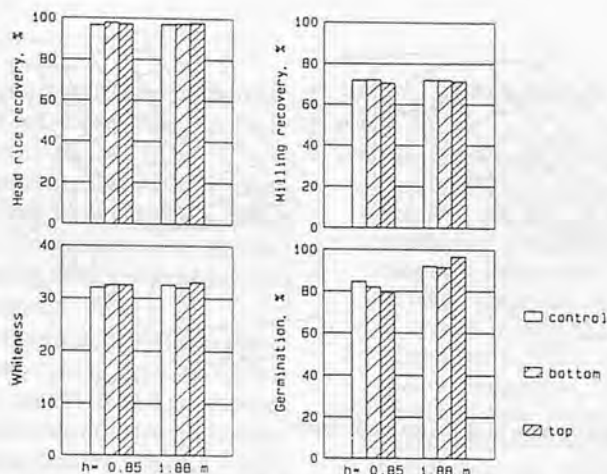 Head rice recovery, %
100
80
60
40
20
0
Milling recovery, %
100
80
60
40
20
0
Whiteness
40
30
20
10
0
h= 0.85 1.86 m
Germination, %
100
80
60
40
20
0
h= 0.85 1.86 m
control
bottom
top